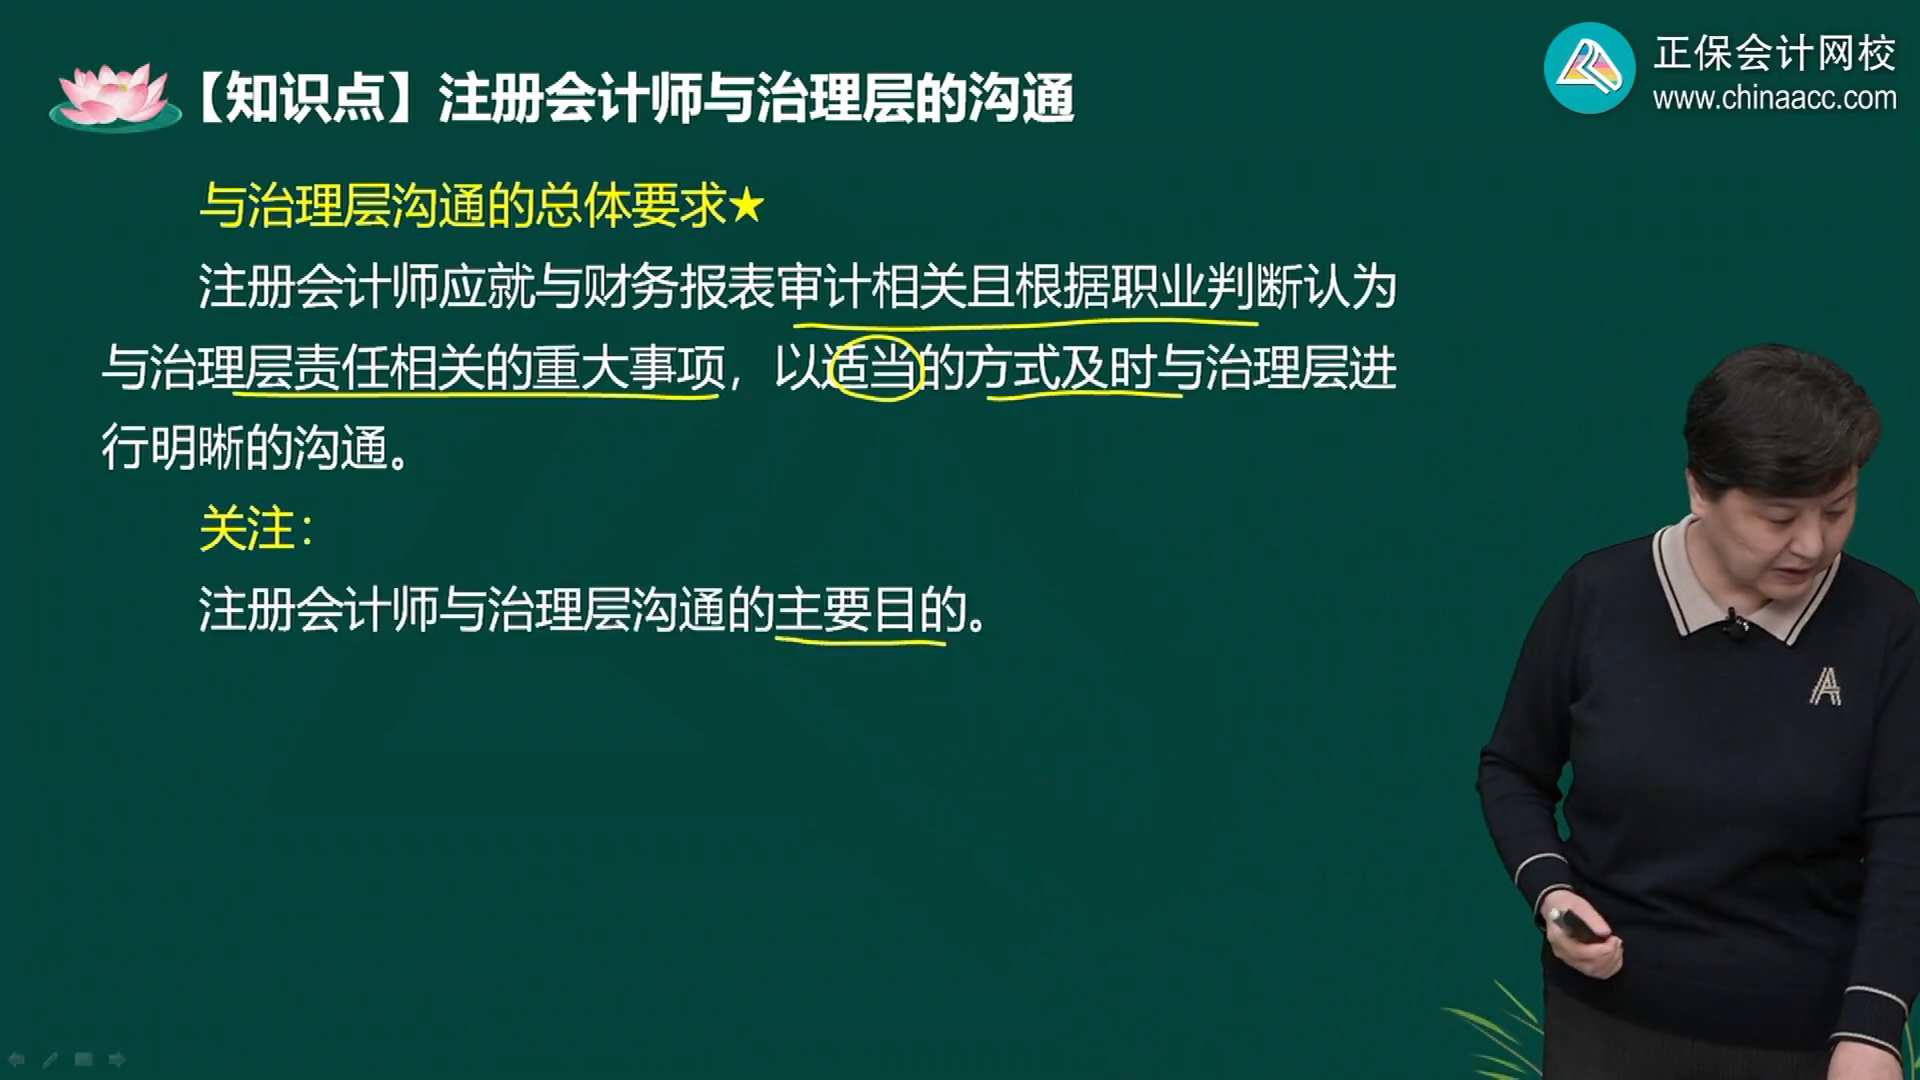 正保会计网校
www.chinaacc.com
【知识点】注册会计师与治理层的沟通
与治理层沟通的总体要求★
注册会计师应就与财务报表审计相关且根据职业判断认为
与治理层责任相关的重大事项，以适当的方式及时与治理层进
行明晰的沟通。
关注：
注册会计师与治理层沟通的主要目的。
A